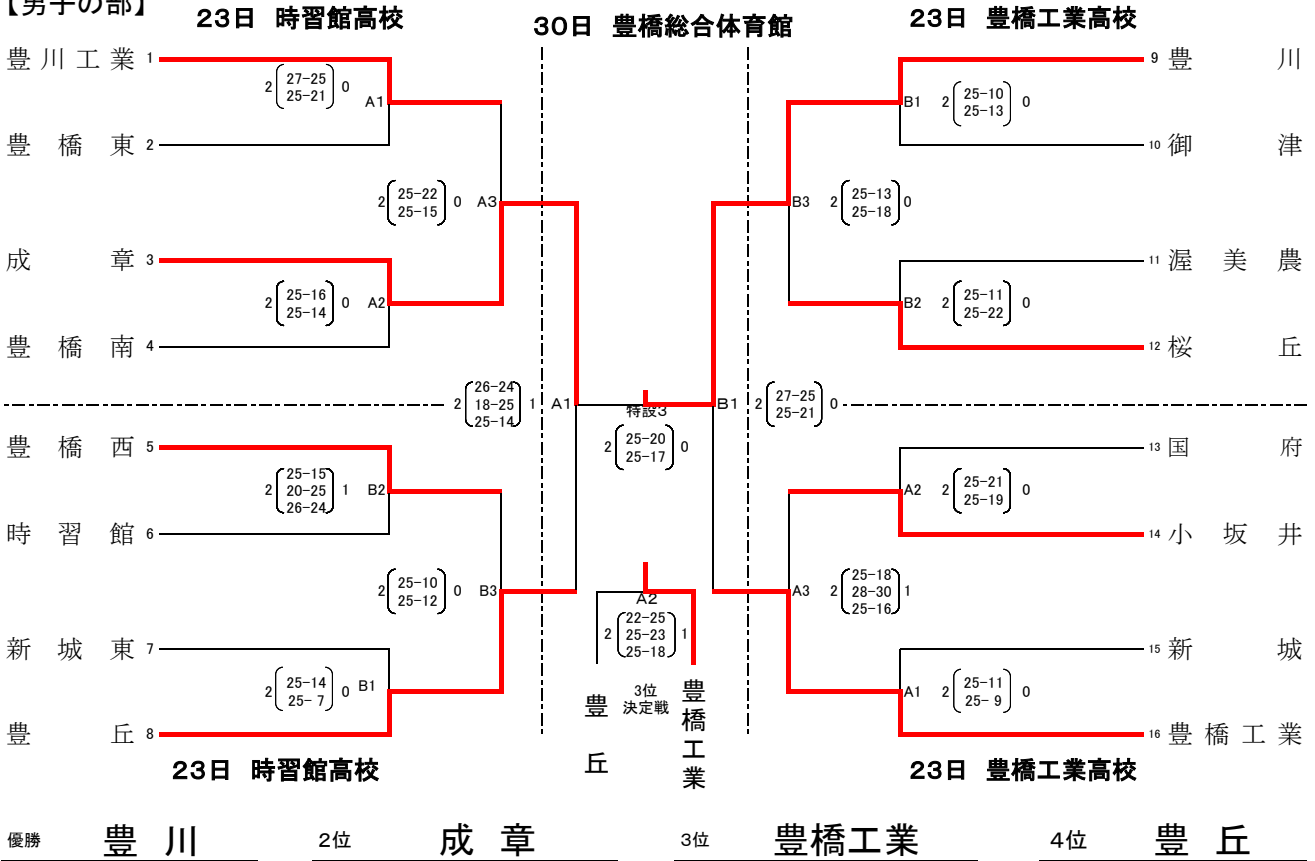 【男子の部】
23日 時習館高校
30日 豊橋総合体育館
23日 豊橋工業高校
豊川工業 1
2 27-25 0
25-21
A1
豊橋東 2
2 25-22 0
25-15
A3
成章 3
2 25-16 0
25-14
A2
豊橋南 4
2 26-24 1
18-25
25-14
A1
豊橋西 5
2 25-15 1
20-25
26-24
B2
時習館 6
2 25-10 0
25-12
B3
新城東 7
2 25-14 0
25- 7
B1
豊丘 8
23日 時習館高校
特設3
2 25-20 0
25-17
A2
2 22-25 1
25-23
25-18
3位
決定戦
豊丘
豊橋工業
9 豊川
B1
2 25-10 0
25-13
10 御津
B3
2 25-13 0
25-18
11 渥美農
B2
2 25-11 0
25-22
12 桜丘
B1
2 27-25 0
25-21
13 国府
A2
2 25-21 0
25-19
14 小坂井
A3
2 25-18 1
28-30
25-16
15 新城
A1
2 25-11 0
25- 9
16 豊橋工業
23日 豊橋工業高校
優勝 豊川
2位 成章
3位 豊橋工業
4位 豊丘